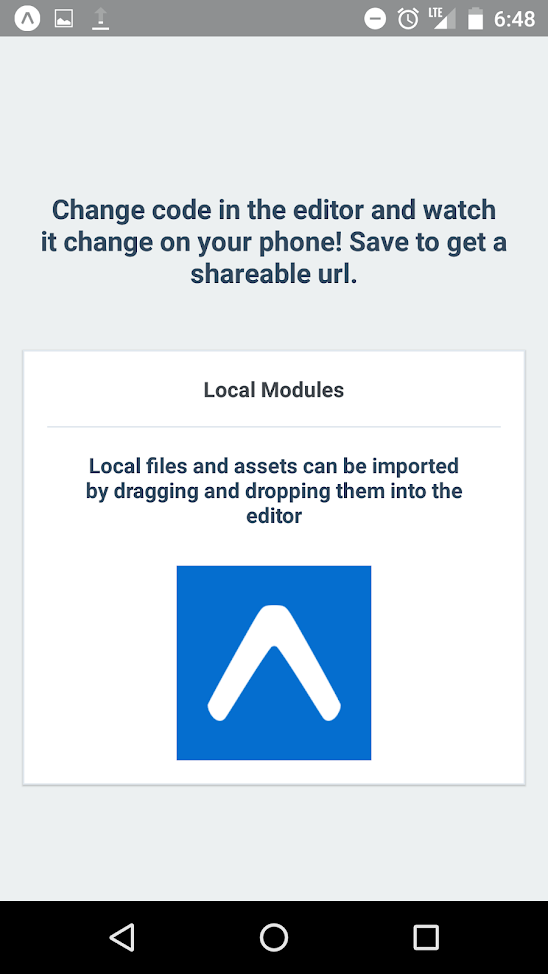 LTE 6:48
Change code in the editor and watch
it change on your phone! Save to get a
shareable url.
Local Modules
Local files and assets can be imported
by dragging and dropping them into the
editor